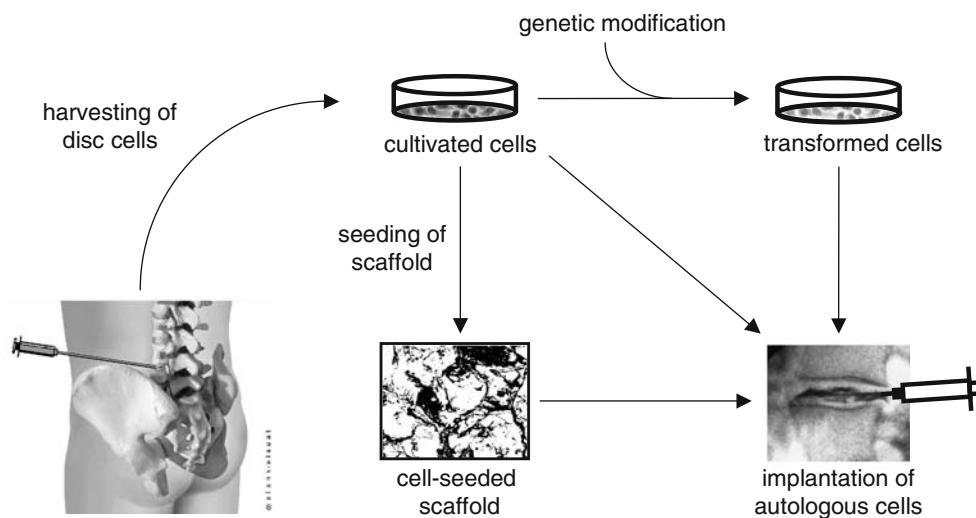 genetic modification
harvesting of
disc cells
cultivated cells
transformed cells
seeding of
scaffold
cell-seeded
scaffold
implantation of
autologous cells